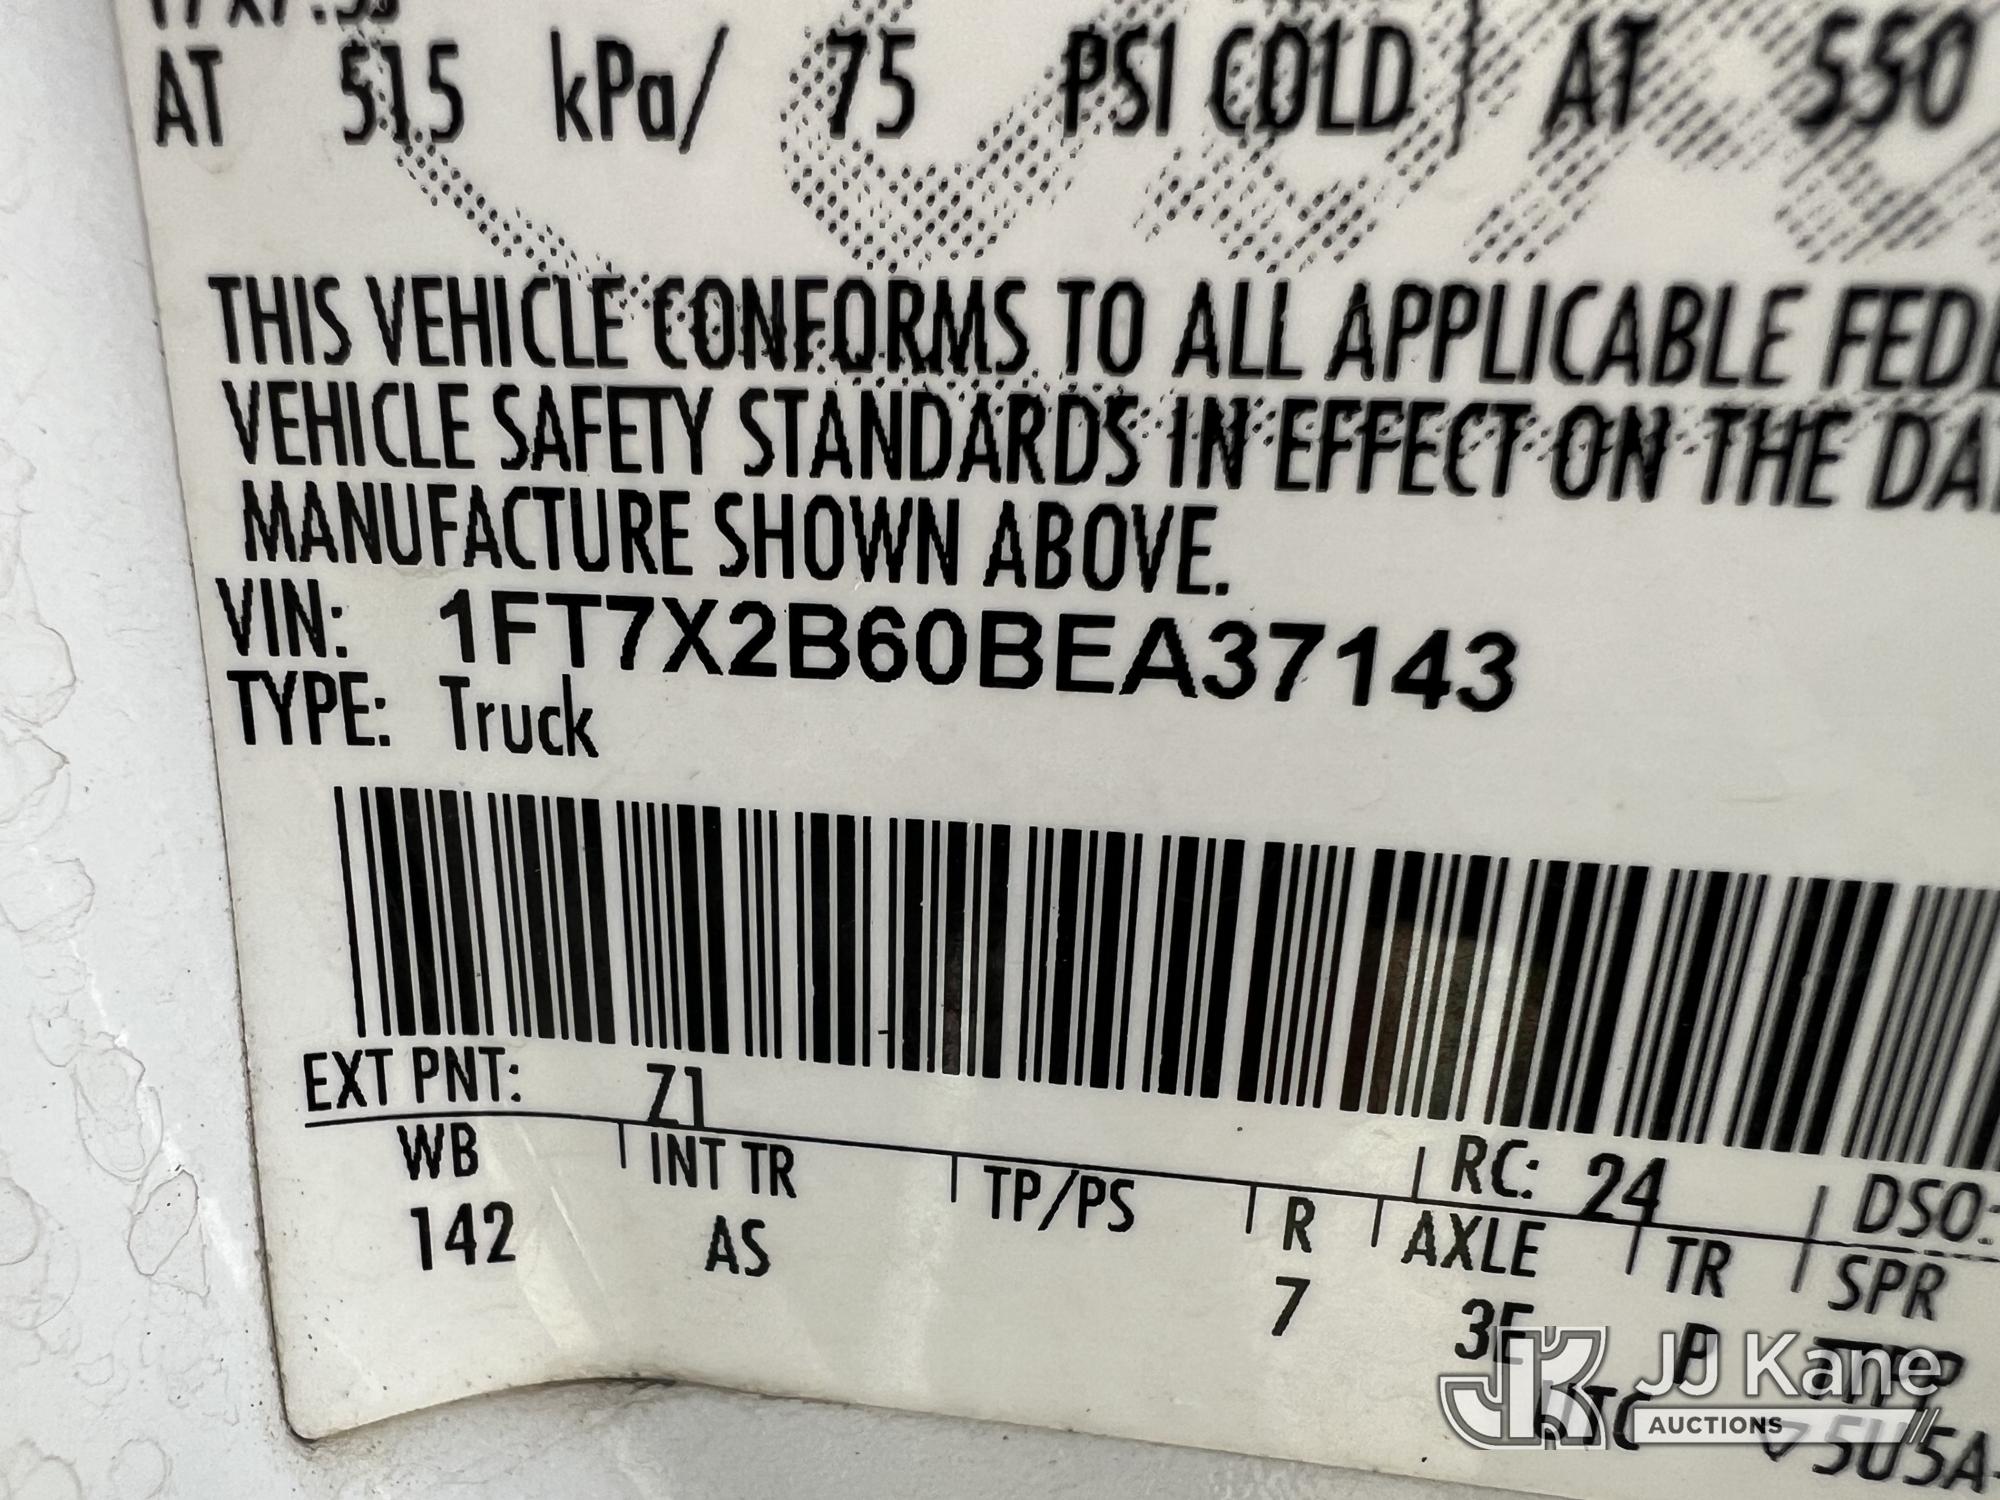 AT 515 kPa/ 75 PSI COLD AT 550
THIS VEHICLE CONFORMS TO ALL APPLICABLE FEDE
VEHICLE SAFETY STANDARDS IN EFFECT ON THE DA
MANUFACTURE SHOWN ABOVE.
VIN: 1FT7X2B60BEA37143
TYPE: Truck
EXT PNT: Z1
RC: 24 DSO:
WB INT TR TP/PS R AXLE TR SPR
142 AS 7 3E P
5U5A
JJ Kane
AUCTIONS